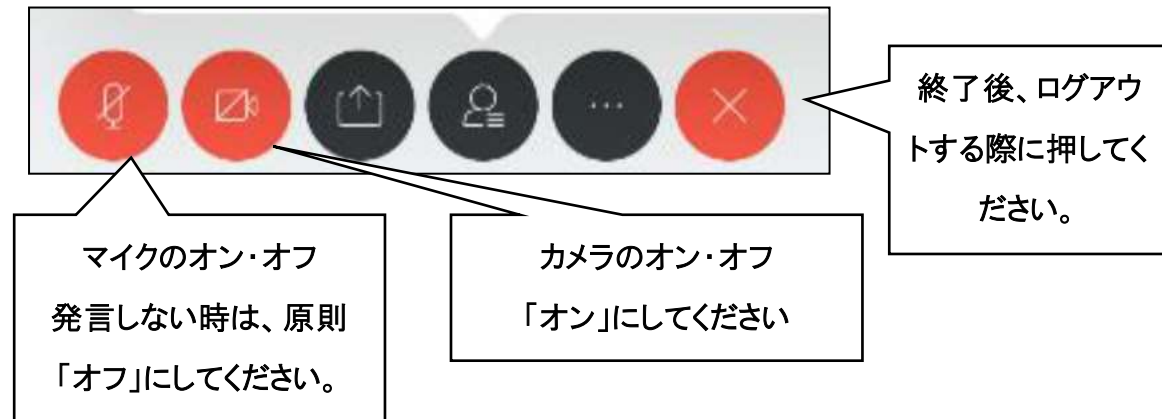 終了後、ログアウ
トする際に押してく
ださい。
マイクのオン・オフ
発言しない時は、原則
「オフ」にしてください。
カメラのオン・オフ
「オン」にしてください